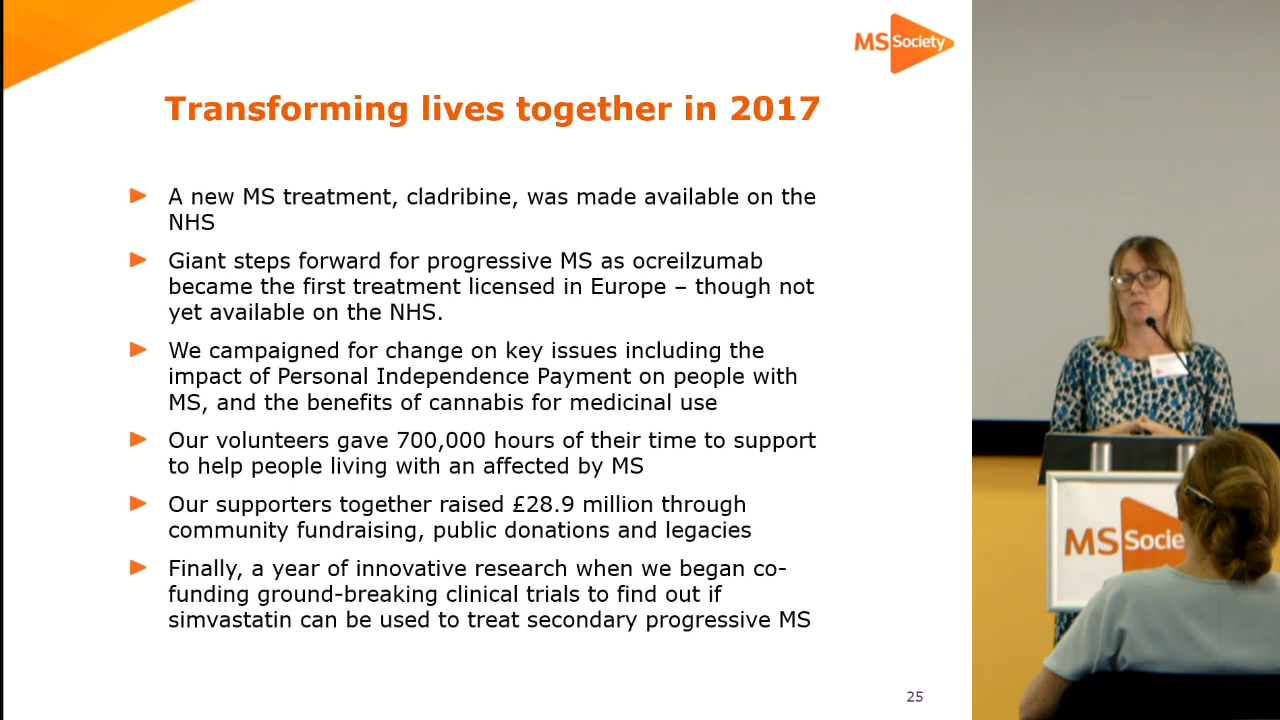 MS Society
Transforming lives together in 2017
A new MS treatment, cladribine, was made available on the
NHS
Giant steps forward for progressive MS as ocreilzumab
became the first treatment licensed in Europe – though not
yet available on the NHS.
We campaigned for change on key issues including the
impact of Personal Independence Payment on people with
MS, and the benefits of cannabis for medicinal use
Our volunteers gave 700,000 hours of their time to support
to help people living with an affected by MS
Our supporters together raised £28.9 million through
community fundraising, public donations and legacies
Finally, a year of innovative research when we began co-
funding ground-breaking clinical trials to find out if
simvastatin can be used to treat secondary progressive MS
25
MS Socie